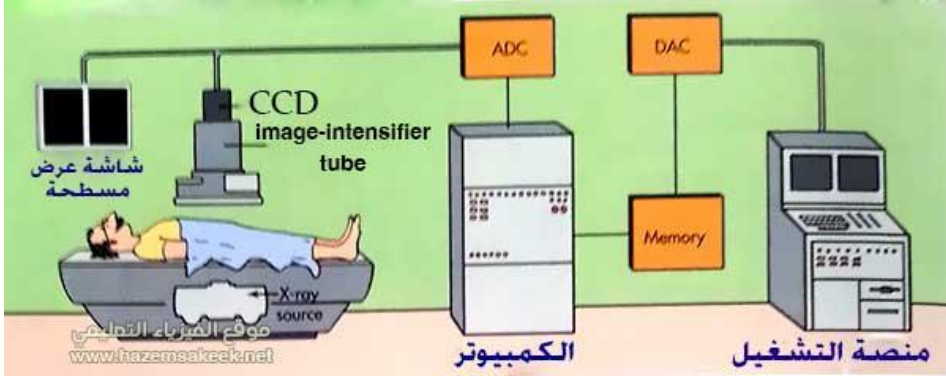 ADC
DAC
CCD
image-intensifier
tube
شاشة عرض
مسطحة
Memory
X-ray
source
موقع الفيزياء التعليمي
www.hazemsakeek.net
الكمبيوتر
منصة التشغيل